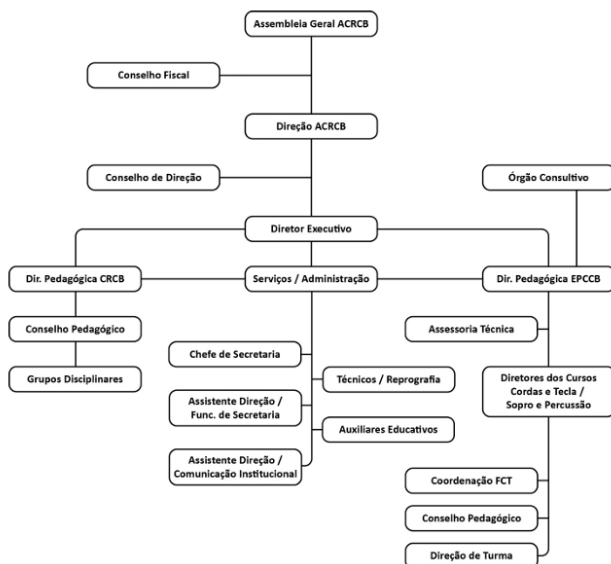 Assembleia Geral ACRCB
Conselho Fiscal
Direção ACRCB
Conselho de Direção
Órgão Consultivo
Diretor Executivo
Dir. Pedagógica CRCB
Serviços / Administração
Dir. Pedagógica EPCCB
Conselho Pedagógico
Assessoria Técnica
Chefe de Secretaria
Grupos Disciplinares
Técnicos / Reprografia
Diretores dos Cursos
Cordas e Tecla /
Sopro e Percussão
Assistente Direção /
Func. de Secretaria
Auxiliares Educativos
Assistente Direção /
Comunicação Institucional
Coordenação FCT
Conselho Pedagógico
Direção de Turma